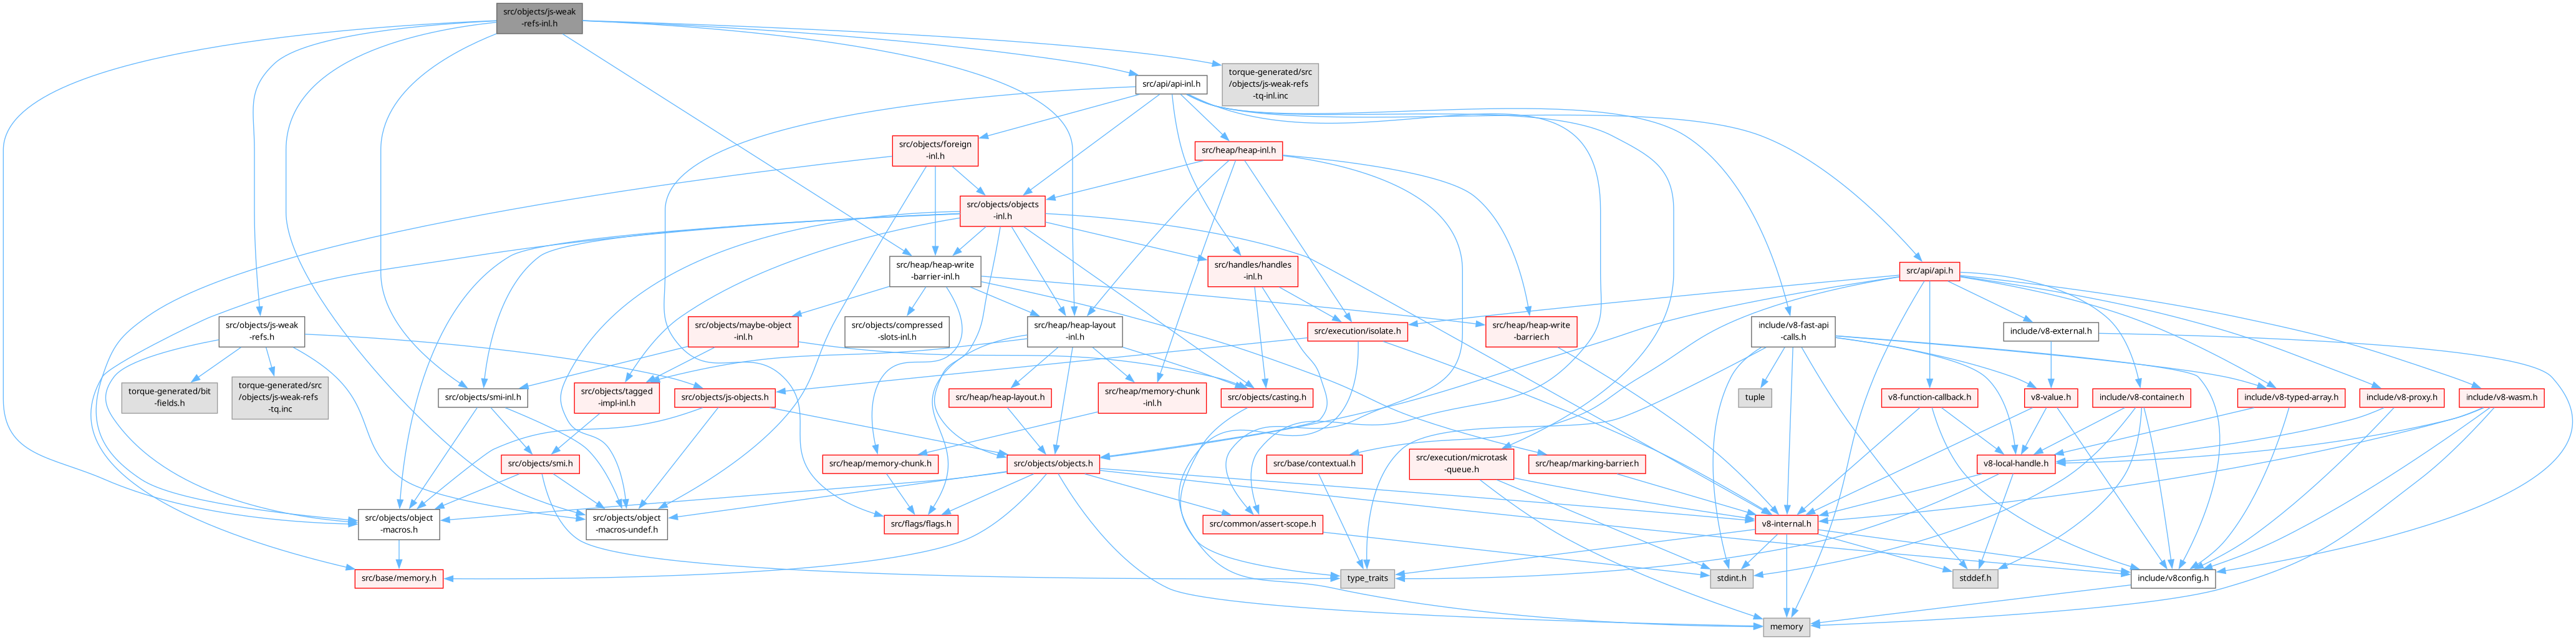 src/objects/js-weak
-refs-inl.h
torque-generated/src
/objects/js-weak-refs
-tq-inl.inc
src/api/api-inl.h
src/objects/foreign
-inl.h
src/heap/heap-inl.h
src/objects/objects
-inl.h
src/heap/heap-write
-barrier-inl.h
src/handles/handles
-inl.h
src/api/api.h
src/objects/js-weak
-refs.h
src/objects/maybe-object
-inl.h
src/objects/compressed
-slots-inl.h
src/heap/heap-layout
-inl.h
src/execution/isolate.h
src/heap/heap-write
-barrier.h
include/v8-fast-api
-calls.h
include/v8-external.h
torque-generated/bit
-fields.h
torque-generated/src
/objects/js-weak-refs
-tq.inc
src/objects/smi-inl.h
src/objects/tagged
-impl-inl.h
src/objects/js-objects.h
src/heap/heap-layout.h
src/heap/memory-chunk
-inl.h
src/objects/casting.h
tuple
v8-function-callback.h
v8-value.h
include/v8-container.h
include/v8-typed-array.h
include/v8-proxy.h
include/v8-wasm.h
src/objects/smi.h
src/heap/memory-chunk.h
src/objects/objects.h
src/base/contextual.h
src/execution/microtask
-queue.h
src/heap/marking-barrier.h
v8-local-handle.h
src/objects/object
-macros.h
src/objects/object
-macros-undef.h
src/flags/flags.h
src/common/assert-scope.h
v8-internal.h
src/base/memory.h
type_traits
stdint.h
stddef.h
include/v8config.h
memory